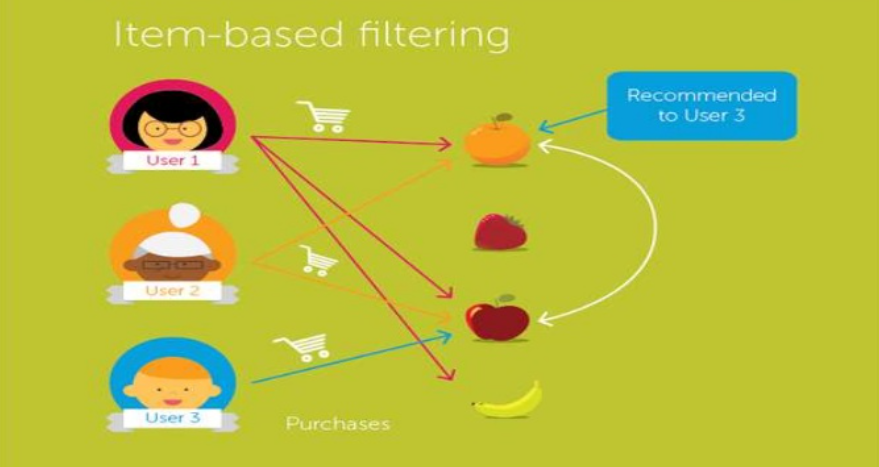 Item-based filtering
Recommended
to User 3
User 1
User 2
User 3
Purchases